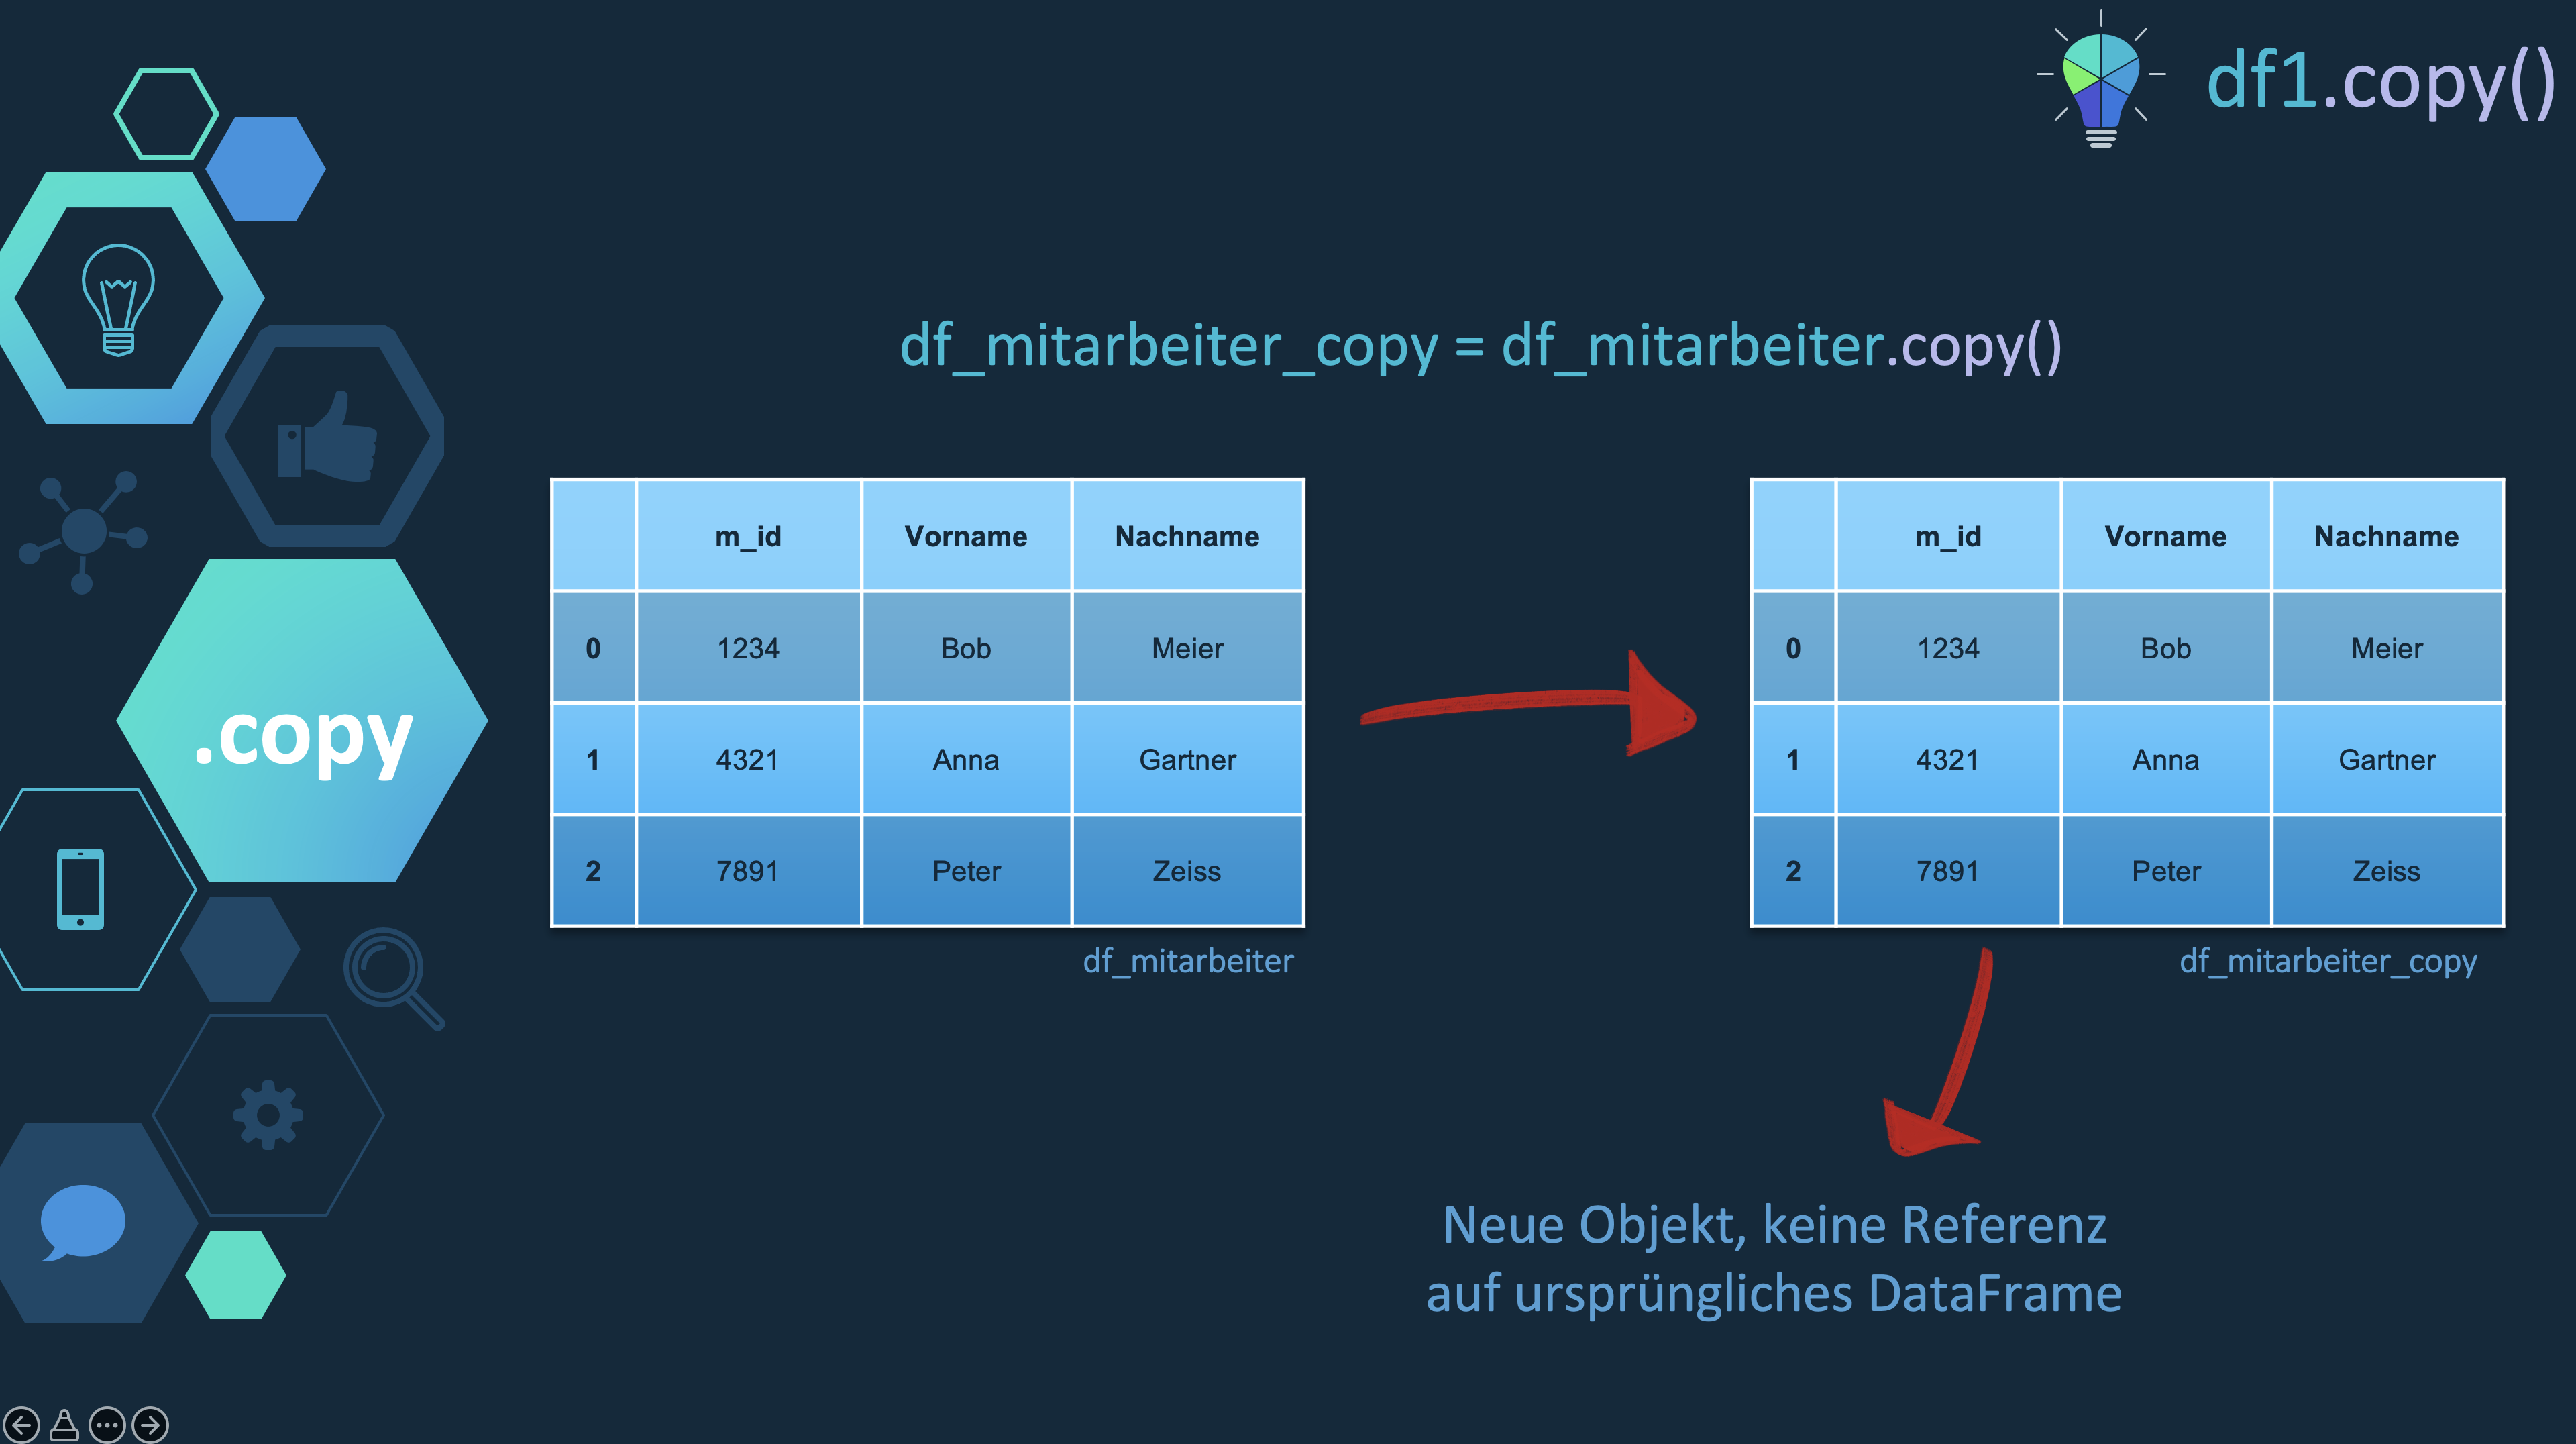 df1.copy()
df_mitarbeiter_copy = df_mitarbeiter.copy()
.copy
m_id Vorname Nachname
0 1234 Bob Meier
1 4321 Anna Gartner
2 7891 Peter Zeiss
df_mitarbeiter
m_id Vorname Nachname
0 1234 Bob Meier
1 4321 Anna Gartner
2 7891 Peter Zeiss
df_mitarbeiter_copy
Neue Objekt, keine Referenz
auf ursprüngliches DataFrame